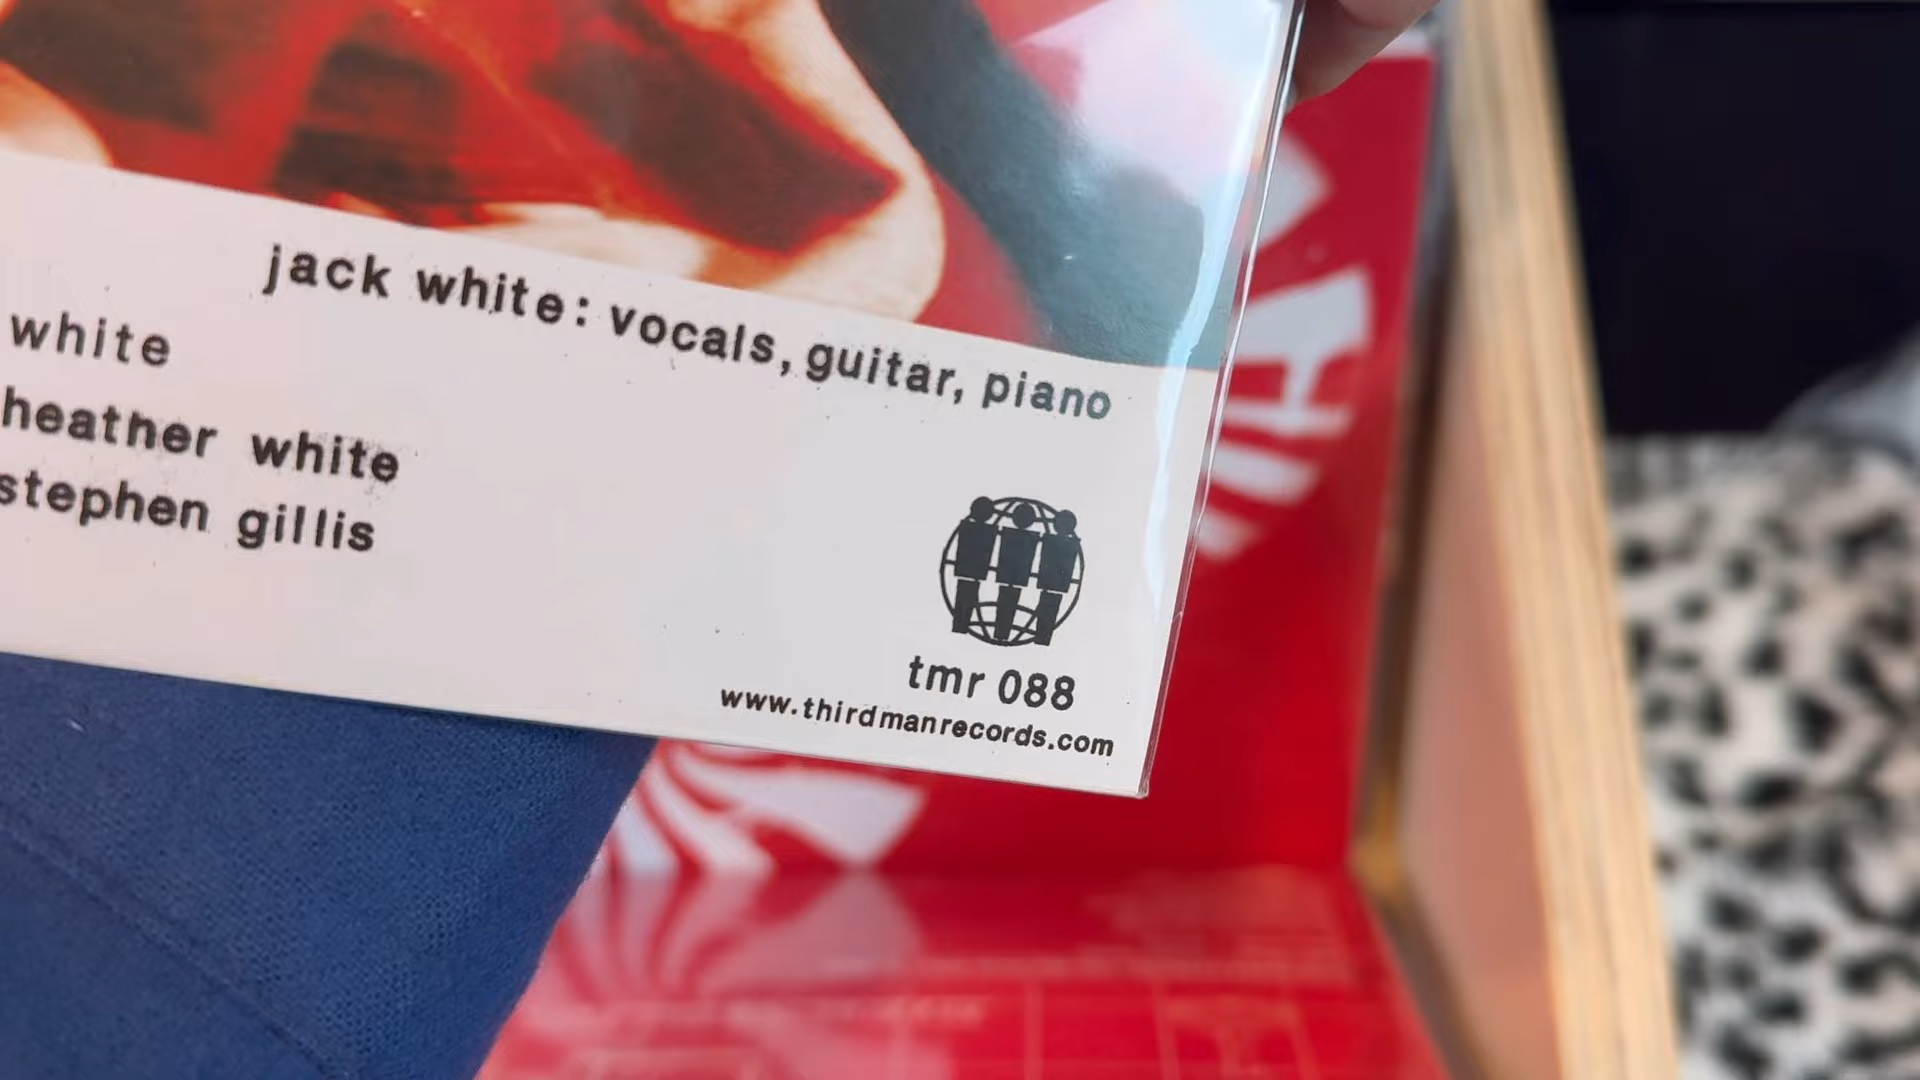 jack white: vocals, guitar, piano
white
heather white
stephen gillis
tmr 088
www.thirdmanrecords.com